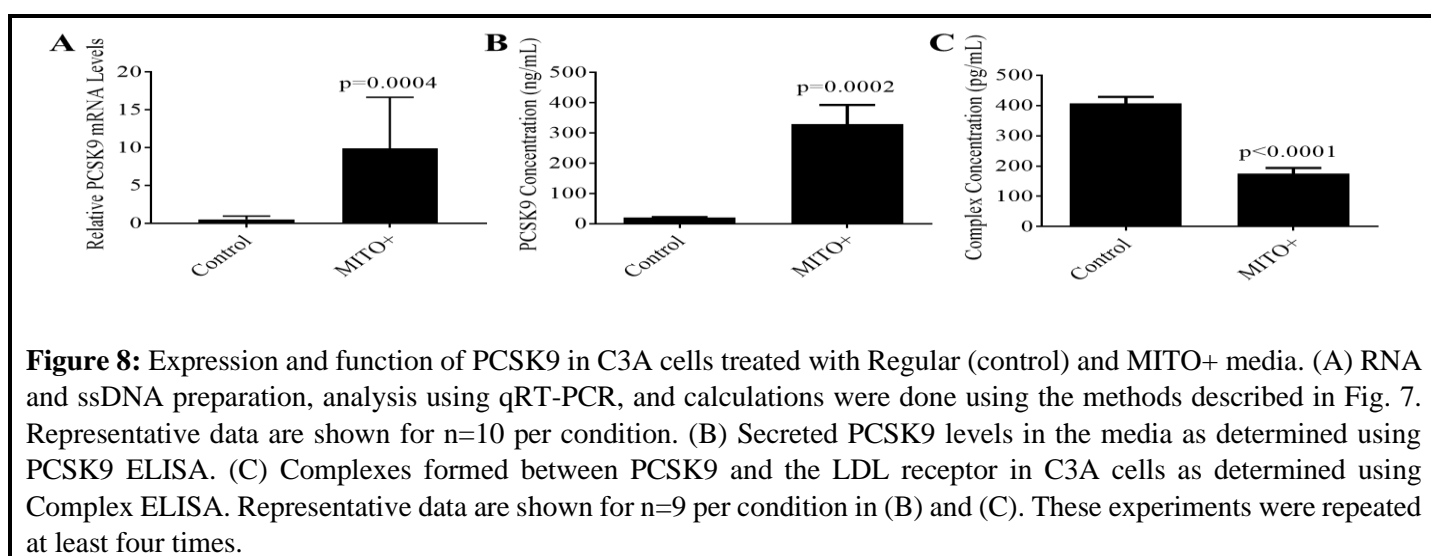 A
Relative PCSK9 mRNA Levels
20
15
10
5
0
p=0.0004
Control
MITO+
B
PCSK9 Concentration (ng/mL)
500
400
300
200
100
0
p=0.0002
Control
MITO+
C
Complex Concentration (pg/mL)
500
400
300
200
100
0
p<0.0001
Control
MITO+
Figure 8: Expression and function of PCSK9 in C3A cells treated with Regular (control) and MITO+ media. (A) RNA
and ssDNA preparation, analysis using qRT-PCR, and calculations were done using the methods described in Fig. 7.
Representative data are shown for n=10 per condition. (B) Secreted PCSK9 levels in the media as determined using
PCSK9 ELISA. (C) Complexes formed between PCSK9 and the LDL receptor in C3A cells as determined using
Complex ELISA. Representative data are shown for n=9 per condition in (B) and (C). These experiments were repeated
at least four times.